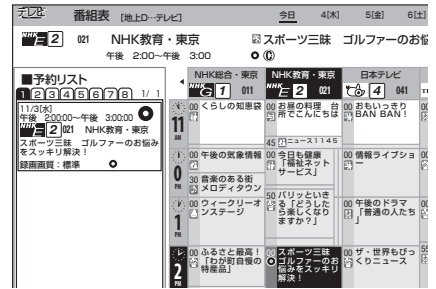 テレビ 番組表 [地上D…テレビ] 今日 4[木] 5[金] 6[土]
NHK E 2 021 NHK教育・東京 スポーツ三昧 ゴルファーのお悩
午後 2:00~午後 3:00
■予約リスト
1 2 3 4 5 6 7 8 1/ 1
11/3[水]
午後 2:00:00~午後 3:00:00
NHK E 2 021 NHK教育・東京
スポーツ三昧 ゴルファーのお悩み
をスッキリ解決!
録画画質:標準
NHK総合・東京
NHK G 1 011
NHK教育・東京
NHK E 2 021
日本テレビ
4 041
11
AM
00 くらしの知恵袋
00 お昼の料理 台
所でこんにちは
45 ニュース1145
00 おもいっきり
BAN BAN!
0
PM
00 午後の気象情報
30 音楽のある街
メロディタウン
00 今日も健康
「福祉ネット
サービス」
50 パリッといき
る「どうした
ら楽しくなり
ますか?」
00 情報ライブショ
ー
1
PM
00 ウィークリーオ
ンステージ
00 午後のドラマ
「普通の人たち
」
2
PM
00 ふるさと最高!
「わが町自慢の
特産品」
00 スポーツ三昧
ゴルファーのお
悩みをスッキリ
解決!
00 ザ・世界もびっ
くりニュース
55